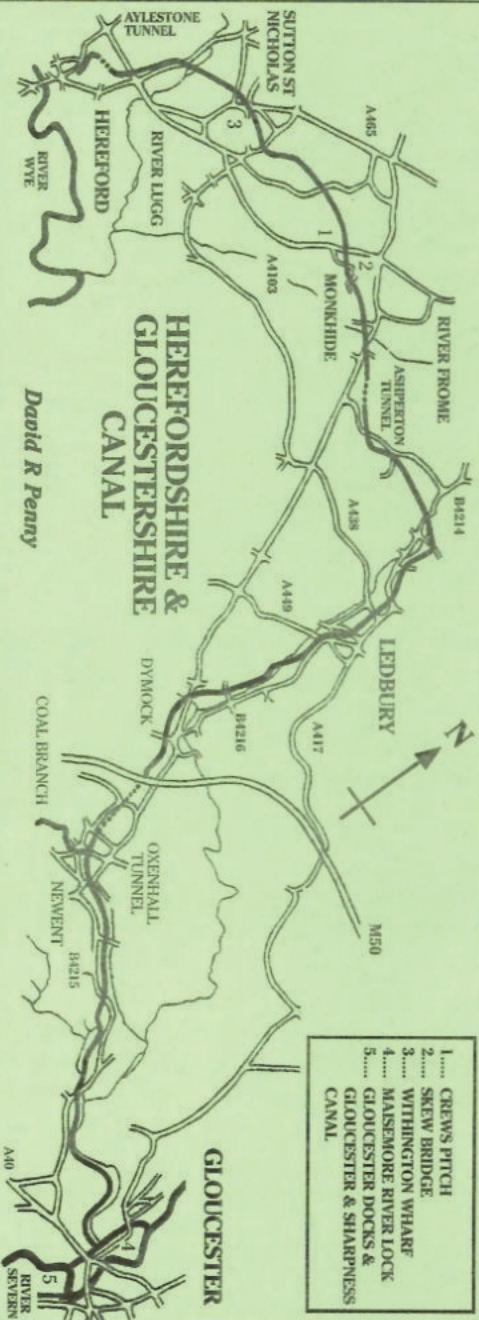 AYLESTONE
TUNNEL
SUTTON ST
NICHOLAS
A465
3
HEREFORD
RIVER LUGG
RIVER
WYE
1
2
A4103
MONKHIDE
RIVER FROME
ASHPERTON
TUNNEL
B4214
HEREFORDSHIRE &
GLOUCESTERSHIRE
CANAL
David R Penny
A438
A449
LEDBURY
N
A417
DYMOCK
B4216
COAL BRANCH
OXENHALL
TUNNEL
NEWENT
B4215
M50
1..... CREWS PITCH
2..... SKEW BRIDGE
3..... WITHINGTON WHARF
4..... MAISEMORE RIVER LOCK
5..... GLOUCESTER DOCKS &
GLOUCESTER & SHARPNESS
CANAL
GLOUCESTER
A40
4
5
RIVER
SEVERN